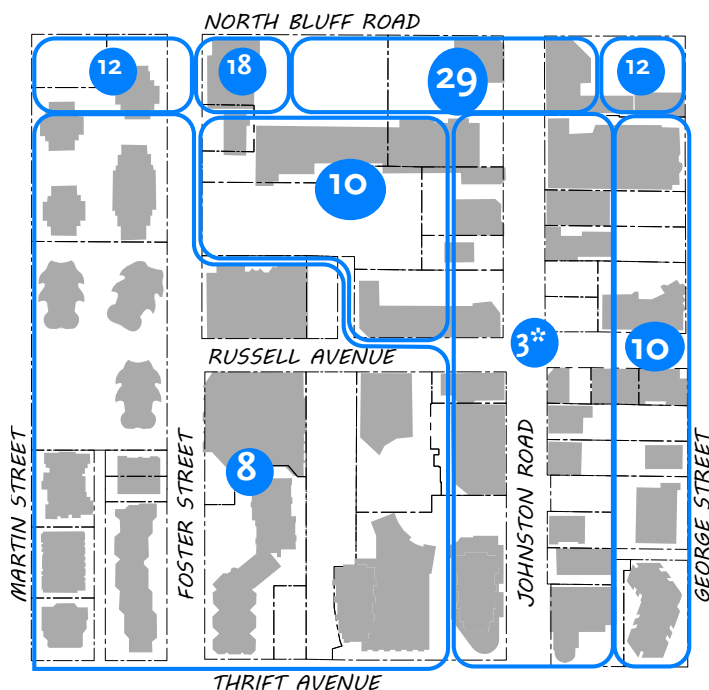 NORTH BLUFF ROAD
12
18
29
12
10
3*
10
RUSSELL AVENUE
8
MARTIN STREET
FOSTER STREET
JOHNSTON ROAD
GEORGE STREET
THRIFT AVENUE